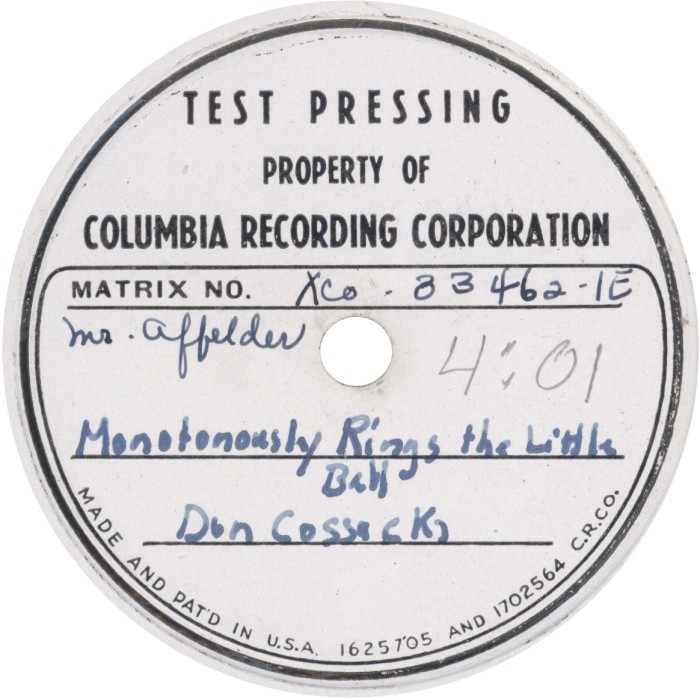 TEST PRESSING
PROPERTY OF
COLUMBIA RECORDING CORPORATION
MATRIX NO. Xco - 33462-1E
mr. affelder
4:01
Monotonously Rings the Little
Bell
Don Cossacks
MADE AND PAT'D IN U.S.A. 1625705 AND 1702564 C.R.CO.